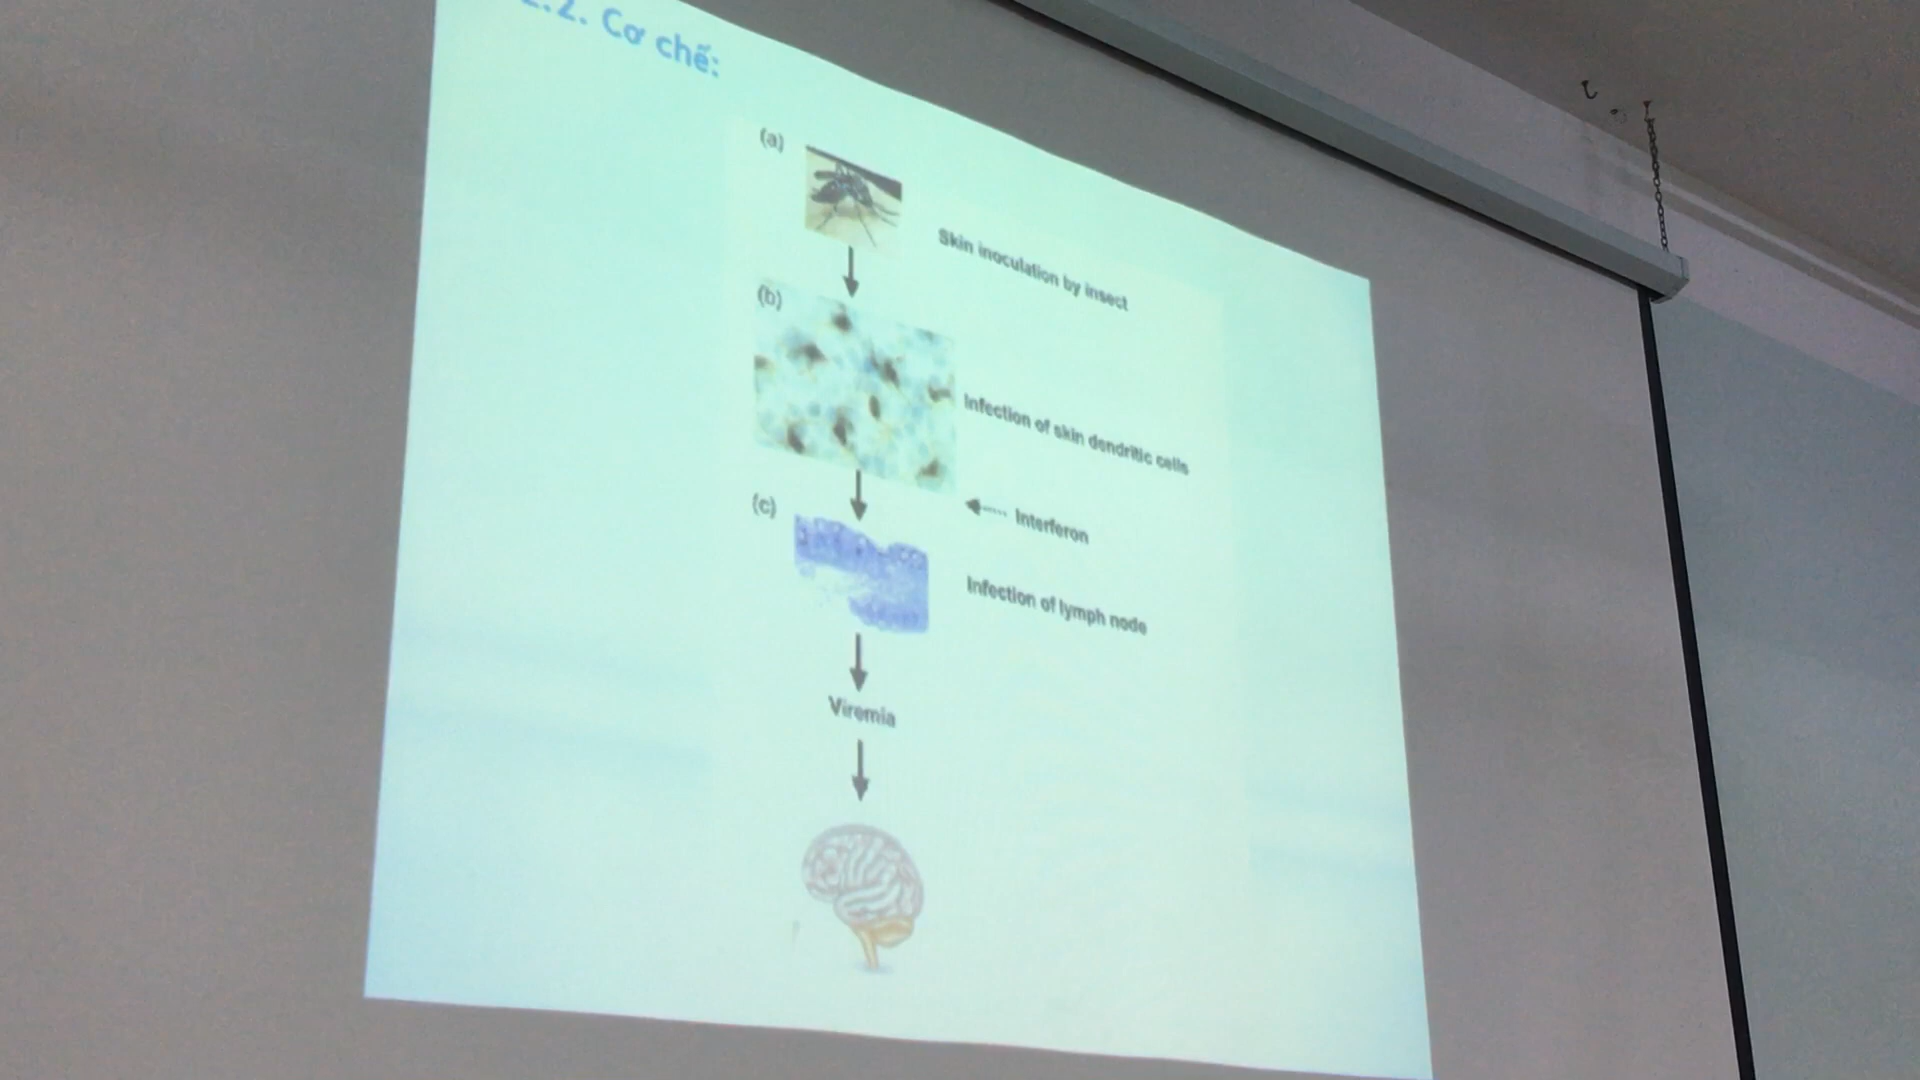 2.2. Cơ chế:
(a)
Skin inoculation by insect
(b)
Infection of skin dendritic cells
Interferon
(c)
Infection of lymph node
Viremia